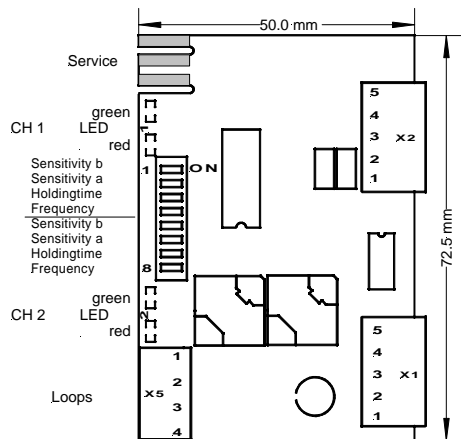 50.0 mm
Service
green
CH 1 LED 1
red
Sensitivity b
Sensitivity a
Holdingtime
Frequency
Sensitivity b
Sensitivity a
Holdingtime
Frequency
1 ON
8
green
CH 2 LED 2
red
Loops
X5
1
2
3
4
5
4
3 X2
2
1
72.5 mm
5
4
3 X1
2
1